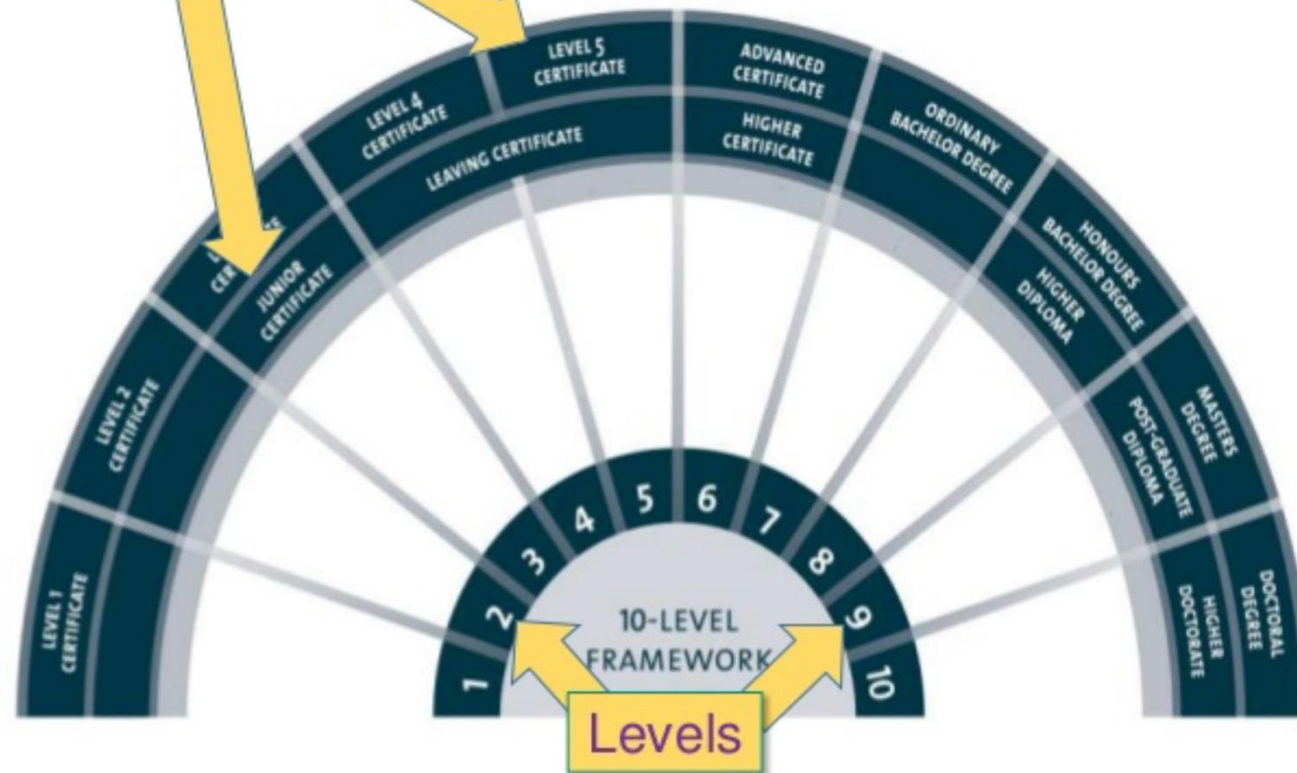 LEVEL 1
CERTIFICATE
LEVEL 2
CERTIFICATE
CER
JUNIOR
CERTIFICATE
LEVEL 4
CERTIFICATE
LEVEL 5
CERTIFICATE
LEAVING CERTIFICATE
ADVANCED
CERTIFICATE
HIGHER
CERTIFICATE
ORDINARY
BACHELOR DEGREE
HONOURS
BACHELOR DEGREE
HIGHER
DIPLOMA
MASTERS
DEGREE
POST-GRADUATE
DIPLOMA
DOCTORAL
DEGREE
HIGHER
DOCTORATE
1
2
3
4
5
6
7
8
9
10
10-LEVEL
FRAMEWORK
Levels